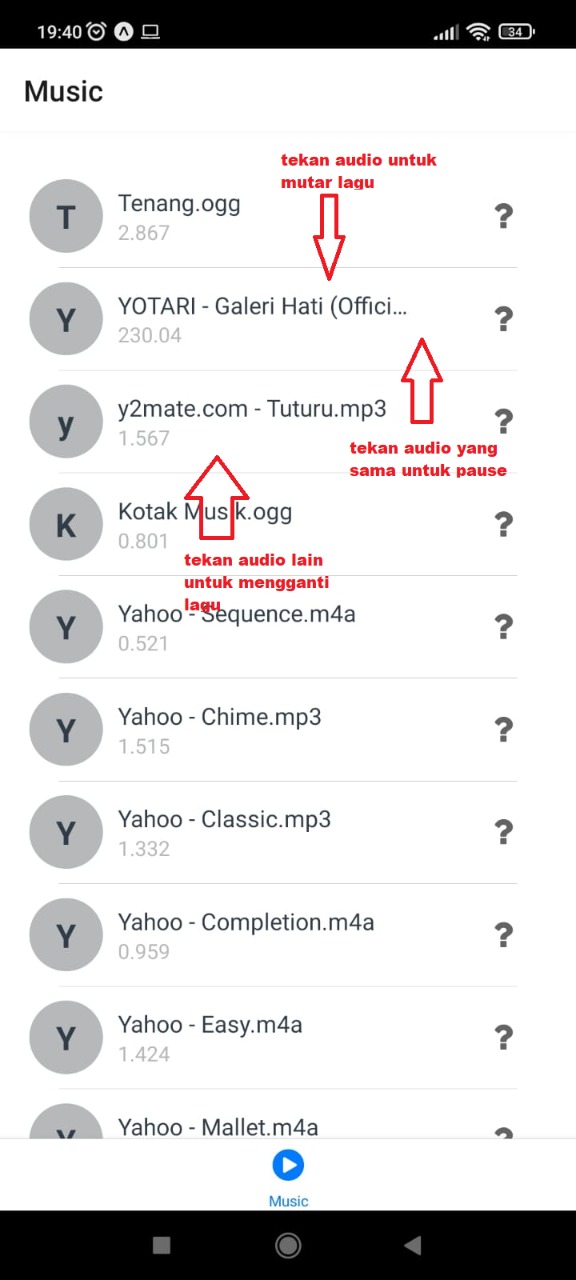 19:40
34
Music
tekan audio untuk
mutar lagu
T
Tenang.ogg
?
2.867
Y
YOTARI - Galeri Hati (Offici...
?
230.04
y
y2mate.com - Tuturu.mp3
?
1.567
tekan audio yang
sama untuk pause
K
Kotak Musik.ogg
?
0.801
tekan audio lain
untuk mengganti
lagu
Y
Yahoo - Sequence.m4a
?
0.521
Y
Yahoo - Chime.mp3
?
1.515
Y
Yahoo - Classic.mp3
?
1.332
Y
Yahoo - Completion.m4a
?
0.959
Y
Yahoo - Easy.m4a
?
1.424
Y
Yahoo - Mallet.m4a
?
Music